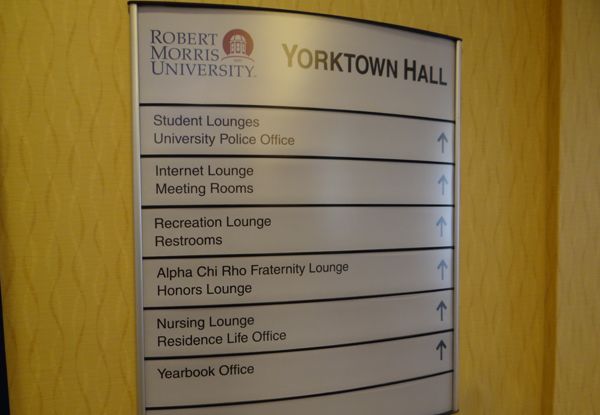 ROBERT
MORRIS
UNIVERSITY
YORKTOWN HALL
Student Lounges
University Police Office
Internet Lounge
Meeting Rooms
Recreation Lounge
Restrooms
Alpha Chi Rho Fraternity Lounge
Honors Lounge
Nursing Lounge
Residence Life Office
Yearbook Office